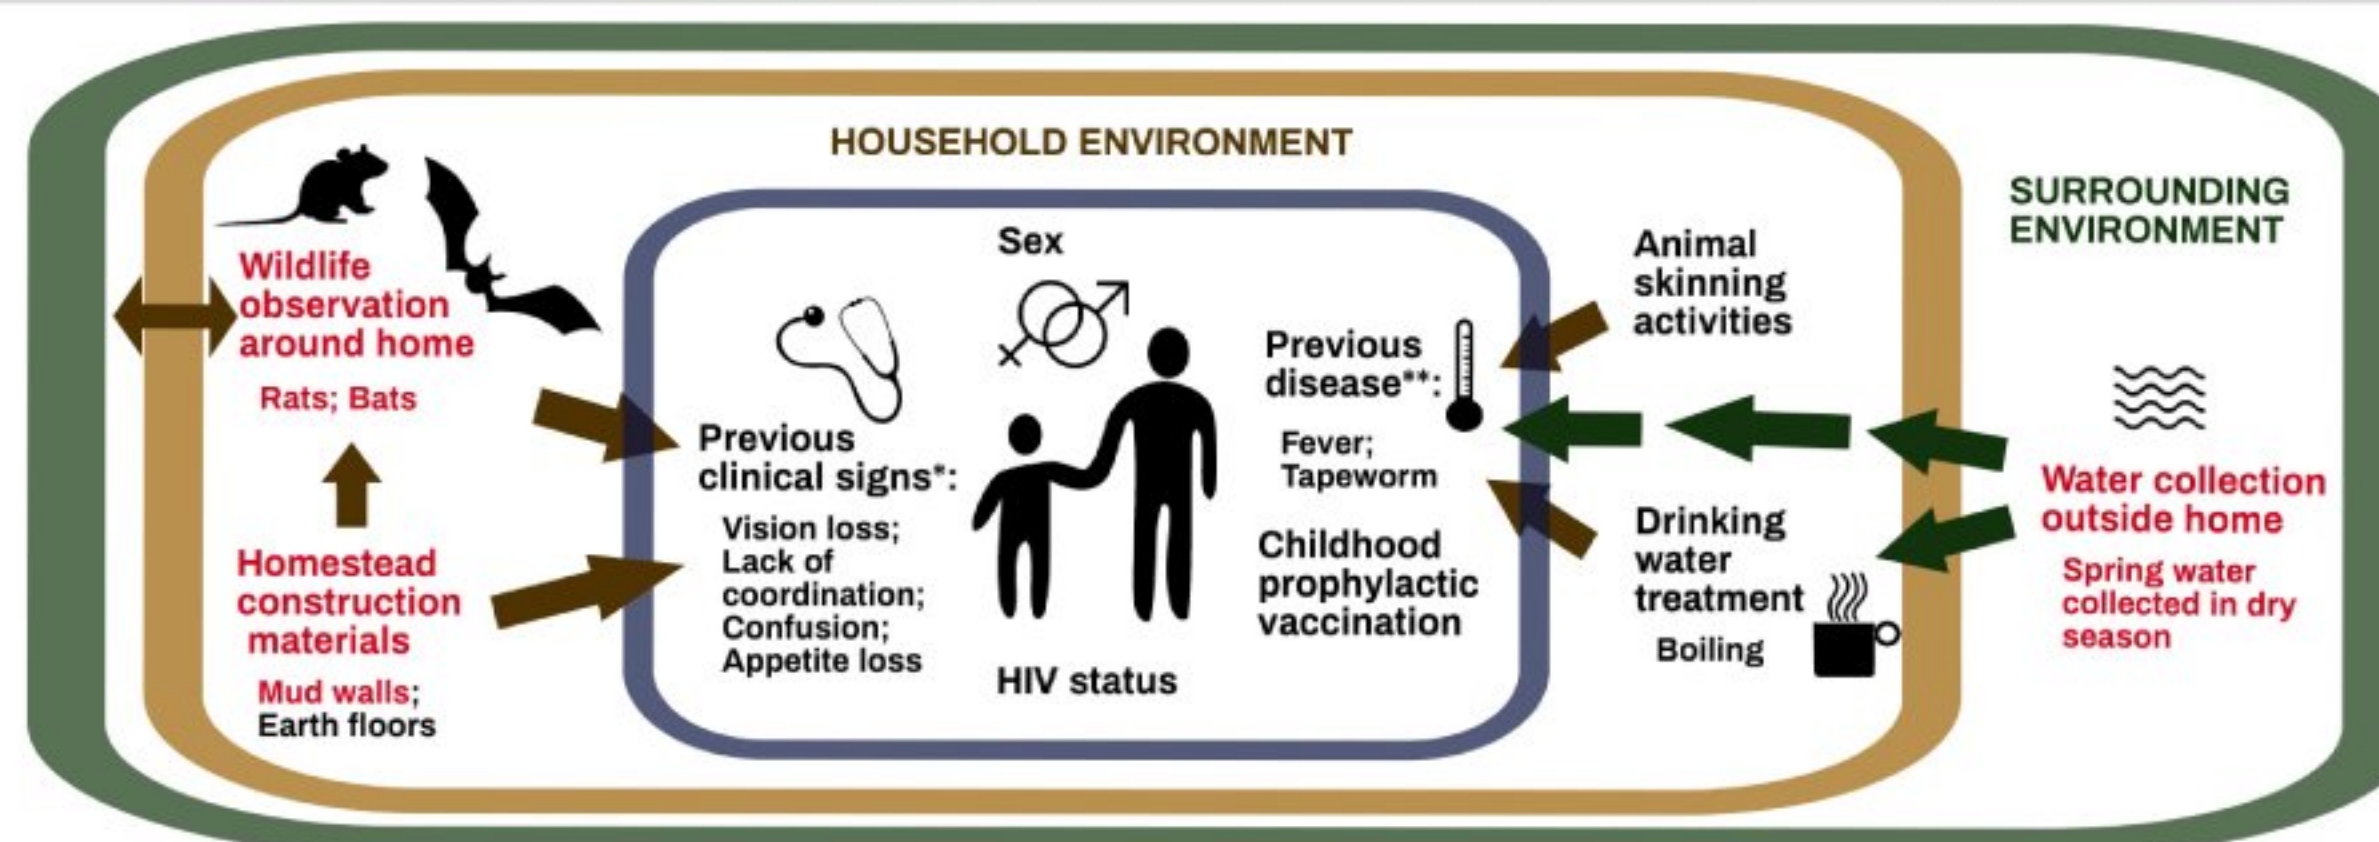 HOUSEHOLD ENVIRONMENT
SURROUNDING
ENVIRONMENT
Wildlife
observation
around home
Rats; Bats
Homestead
construction
materials
Mud walls;
Earth floors
Sex
Previous
clinical signs*:
Vision loss;
Lack of
coordination;
Confusion;
Appetite loss
HIV status
Previous
disease**:
Fever;
Tapeworm
Childhood
prophylactic
vaccination
Animal
skinning
activities
Drinking
water
treatment
Boiling
Water collection
outside home
Spring water
collected in dry
season